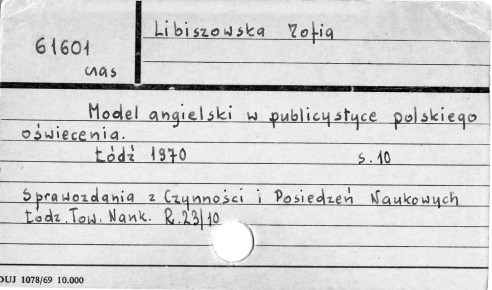 61601
czas
Libiszowska Zofia
Model angielski w publicystyce polskiego
oświecenia.
Łódź 1970 s. 10
Sprawozdania z Czynności i Posiedzeń Naukowych
Łódz. Tow. Nauk. R. 23/10
DUJ 1078/69 10.000